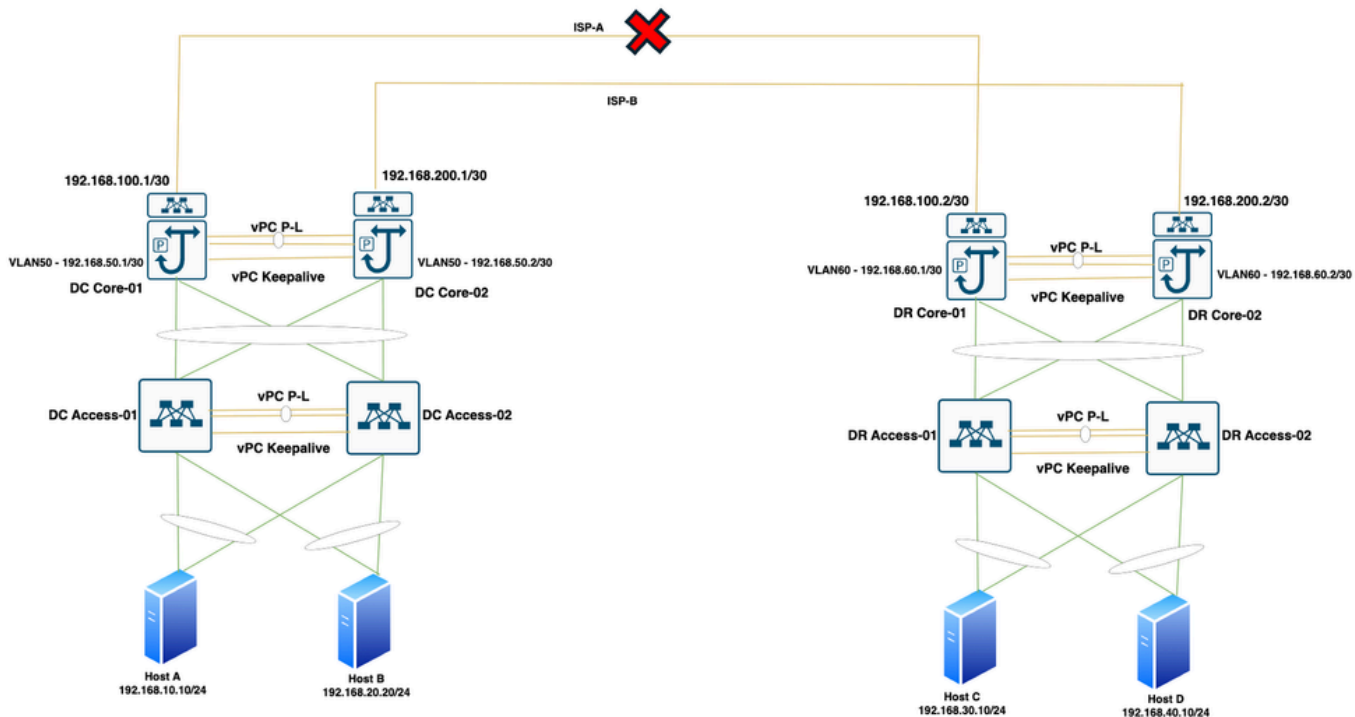 ISP-A
ISP-B
192.168.100.1/30
192.168.200.1/30
192.168.100.2/30
192.168.200.2/30
P
P
P
P
vPC P-L
vPC P-L
VLAN50 - 192.168.50.1/30
VLAN50 - 192.168.50.2/30
VLAN60 - 192.168.60.1/30
VLAN60 - 192.168.60.2/30
vPC Keepalive
vPC Keepalive
DC Core-01
DC Core-02
DR Core-01
DR Core-02
vPC P-L
vPC P-L
DC Access-01
DC Access-02
DR Access-01
DR Access-02
vPC Keepalive
vPC Keepalive
Host A
192.168.10.10/24
Host B
192.168.20.20/24
Host C
192.168.30.10/24
Host D
192.168.40.10/24